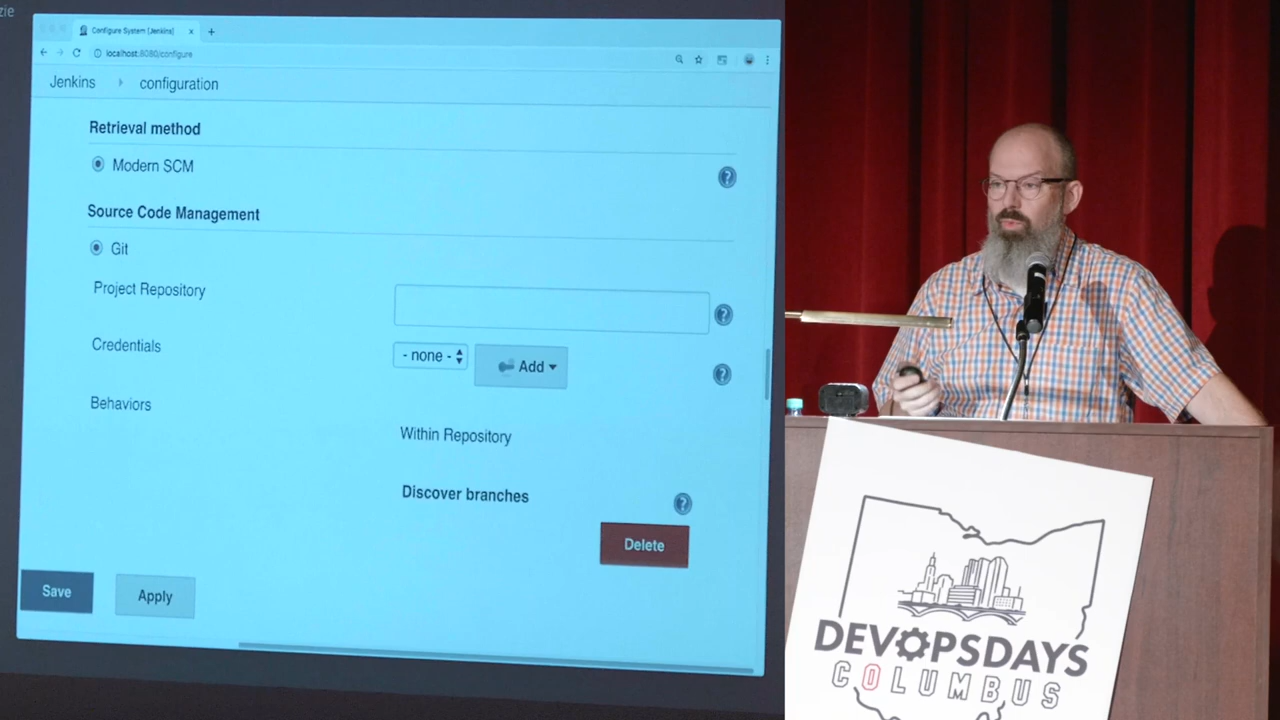 zie
Configure System [Jenkins]
localhost:8080/configure
Jenkins configuration
Retrieval method
Modern SCM
Source Code Management
Git
Project Repository
Credentials
- none -
Add
Behaviors
Within Repository
Discover branches
Delete
Save
Apply
DEVOPSDAYS
COLUMBUS